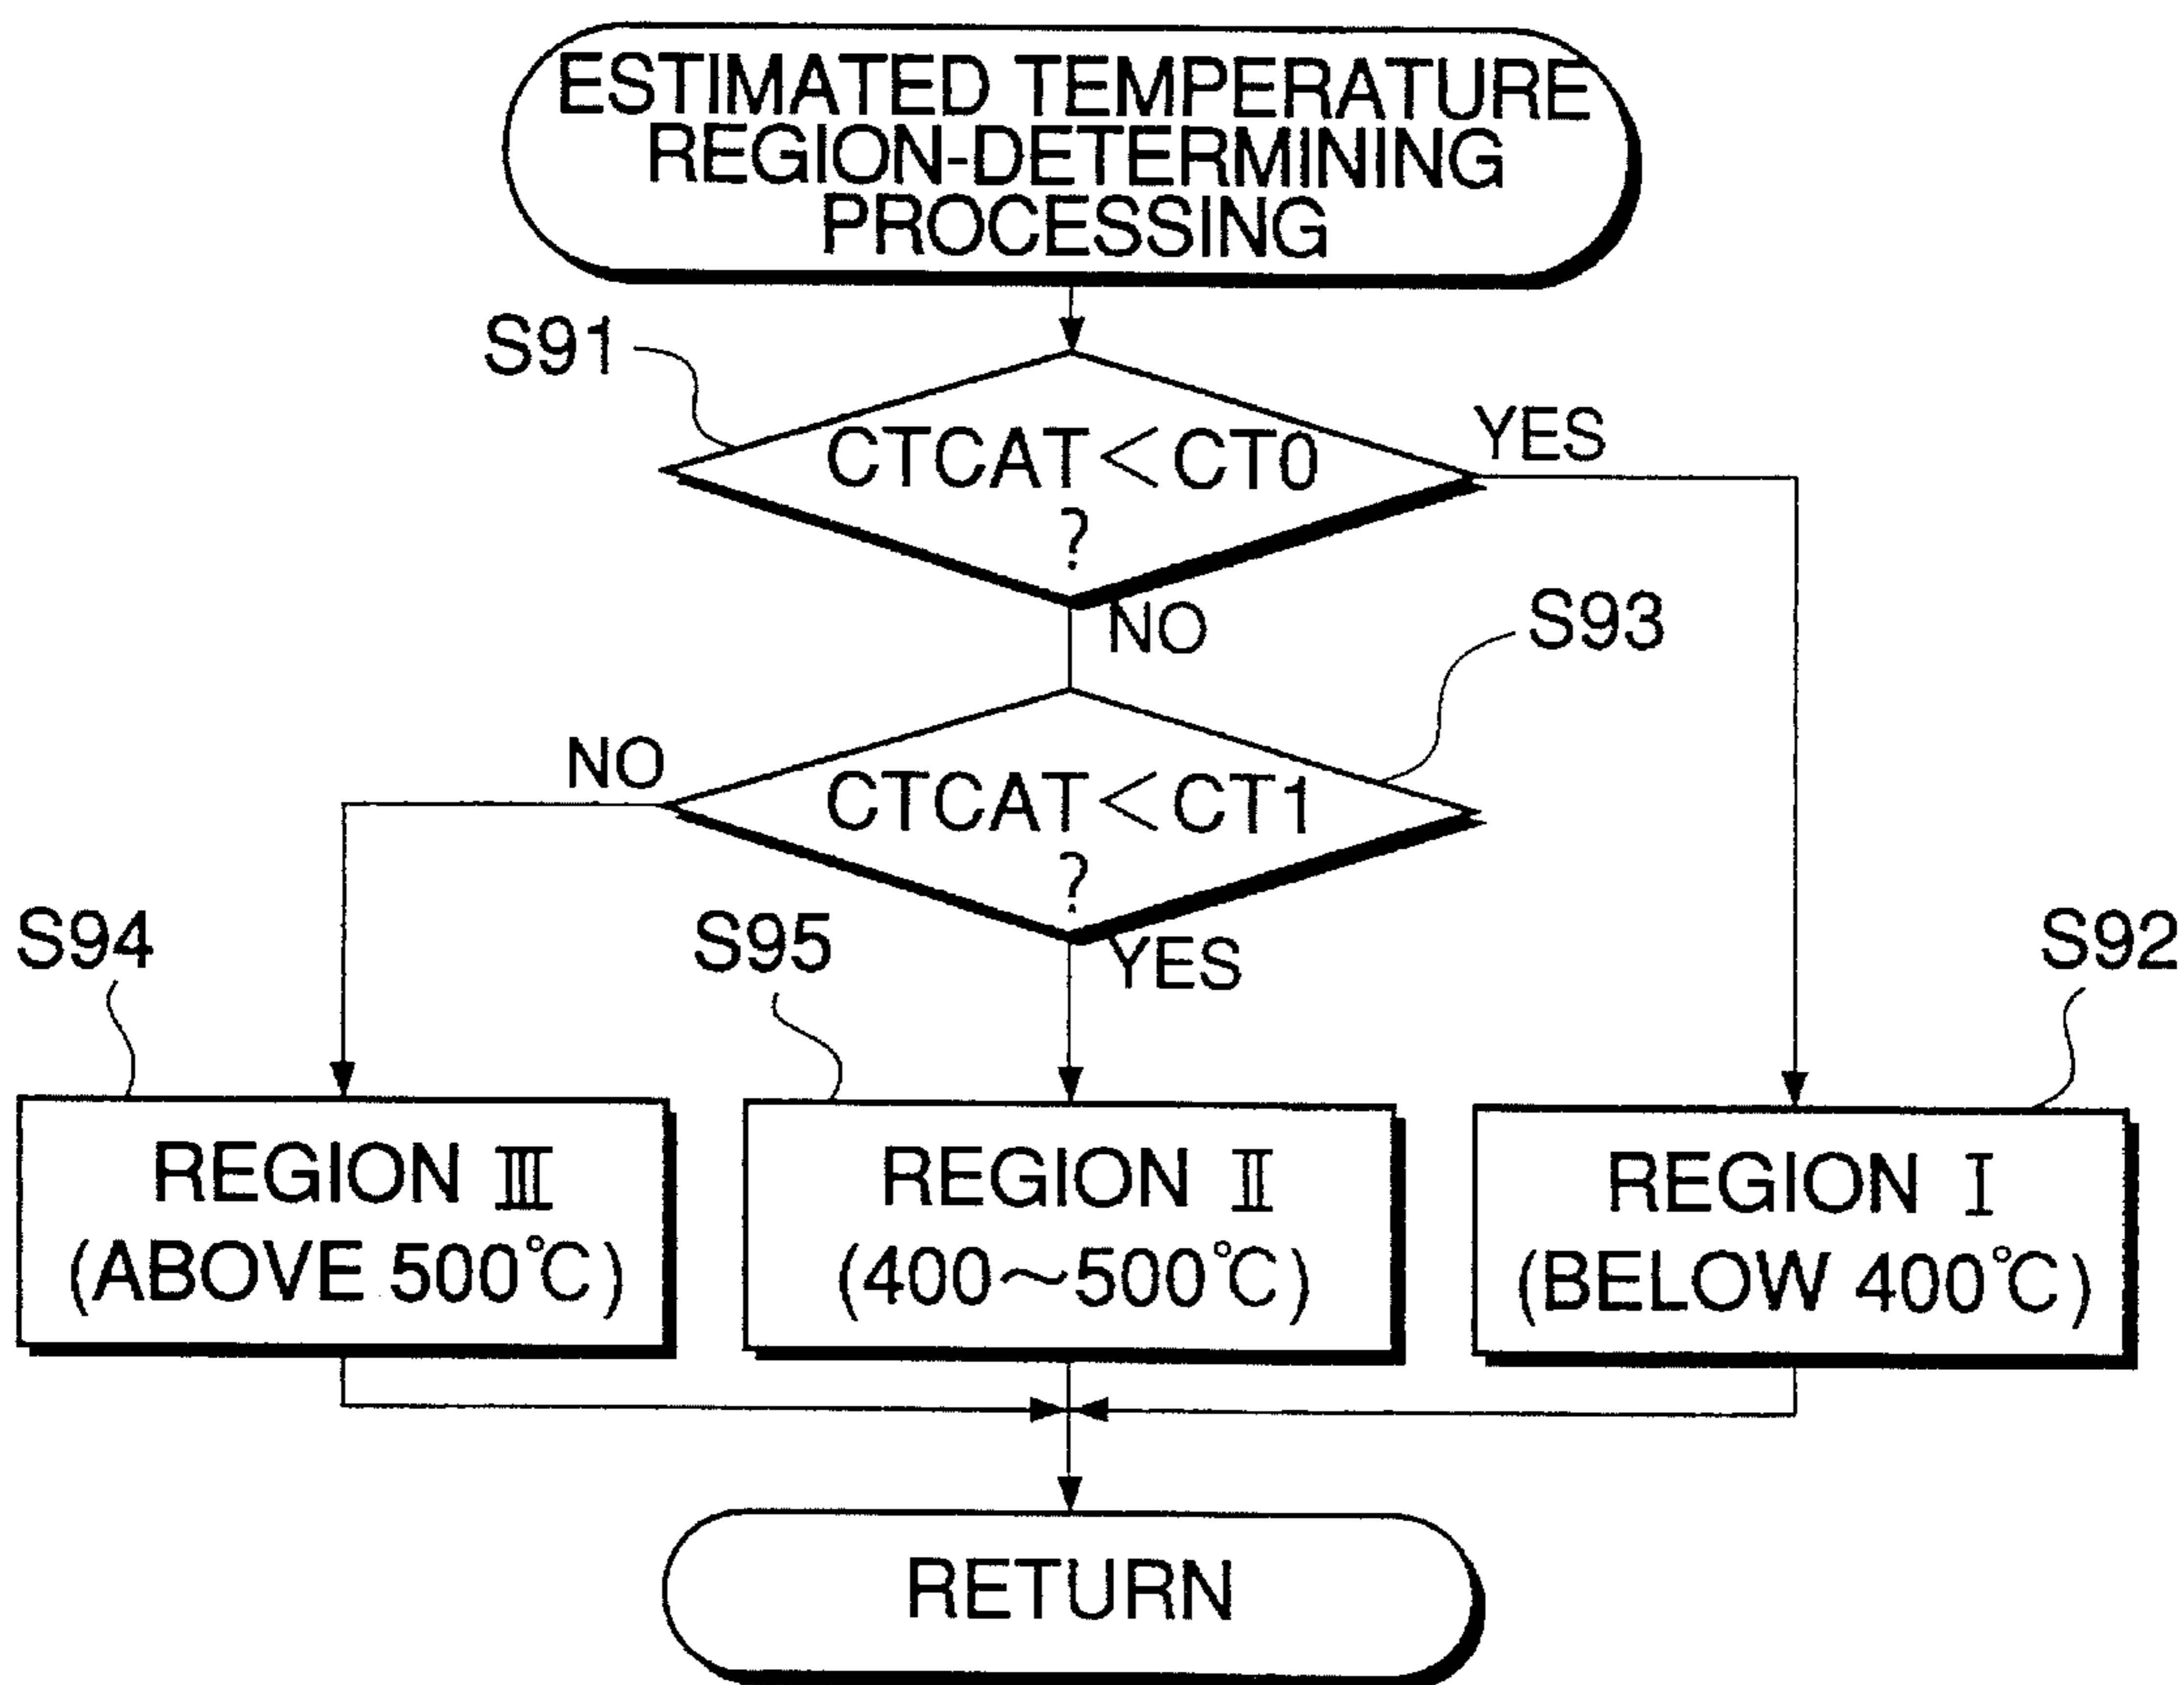 ESTIMATED TEMPERATURE
REGION-DETERMINING
PROCESSING
S91
CTCAT<CT0
?
YES
NO
S93
NO
CTCAT<CT1
?
YES
S94
S95
S92
REGION III
(ABOVE 500°C)
REGION II
(400~500°C)
REGION I
(BELOW 400°C)
RETURN